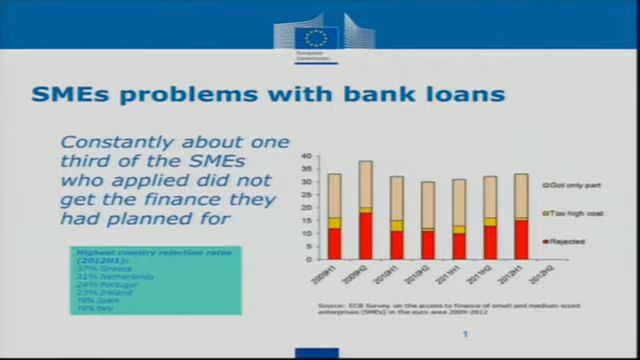 European
Commission
SMEs problems with bank loans
Constantly about one
third of the SMEs
who applied did not
get the finance they
had planned for
Highest country rejection rates
(2012H1):
37% Greece
31% Netherlands
24% Portugal
23% Ireland
19% Spain
19% Italy
40
35
30
25
20
15
10
5
0
2009H1
2009H2
2010H1
2010H2
2011H1
2011H2
2012H1
2012H2
Got only part
Too high cost
Rejected
Source: ECB Survey on the access to finance of small and medium-sized
enterprises (SMEs) in the euro area 2009-2012
1